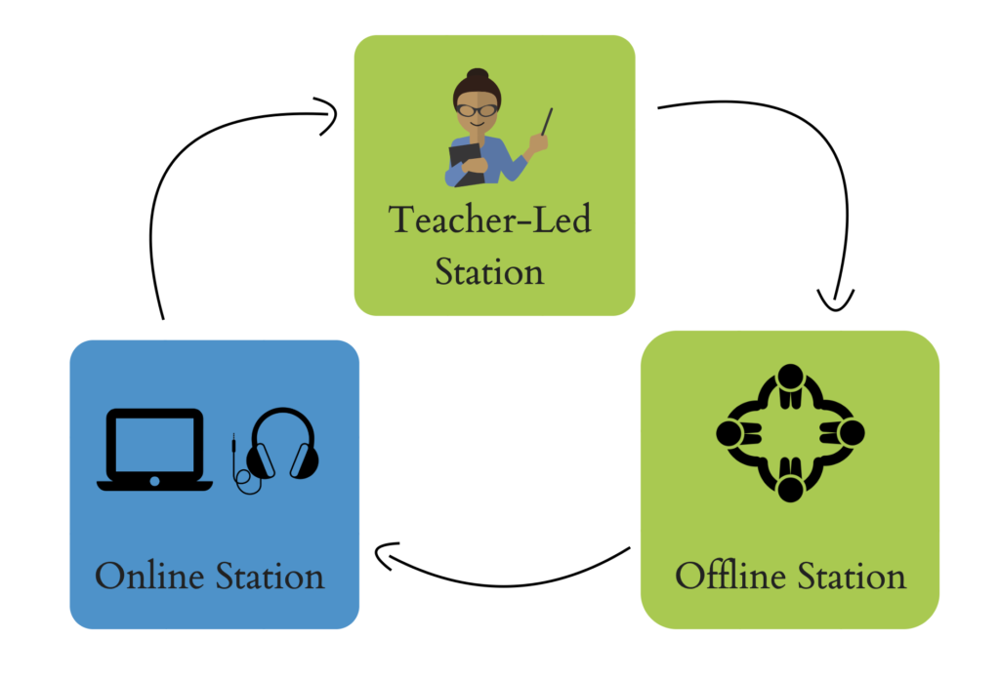 Teacher-Led
Station
Online Station
Offline Station